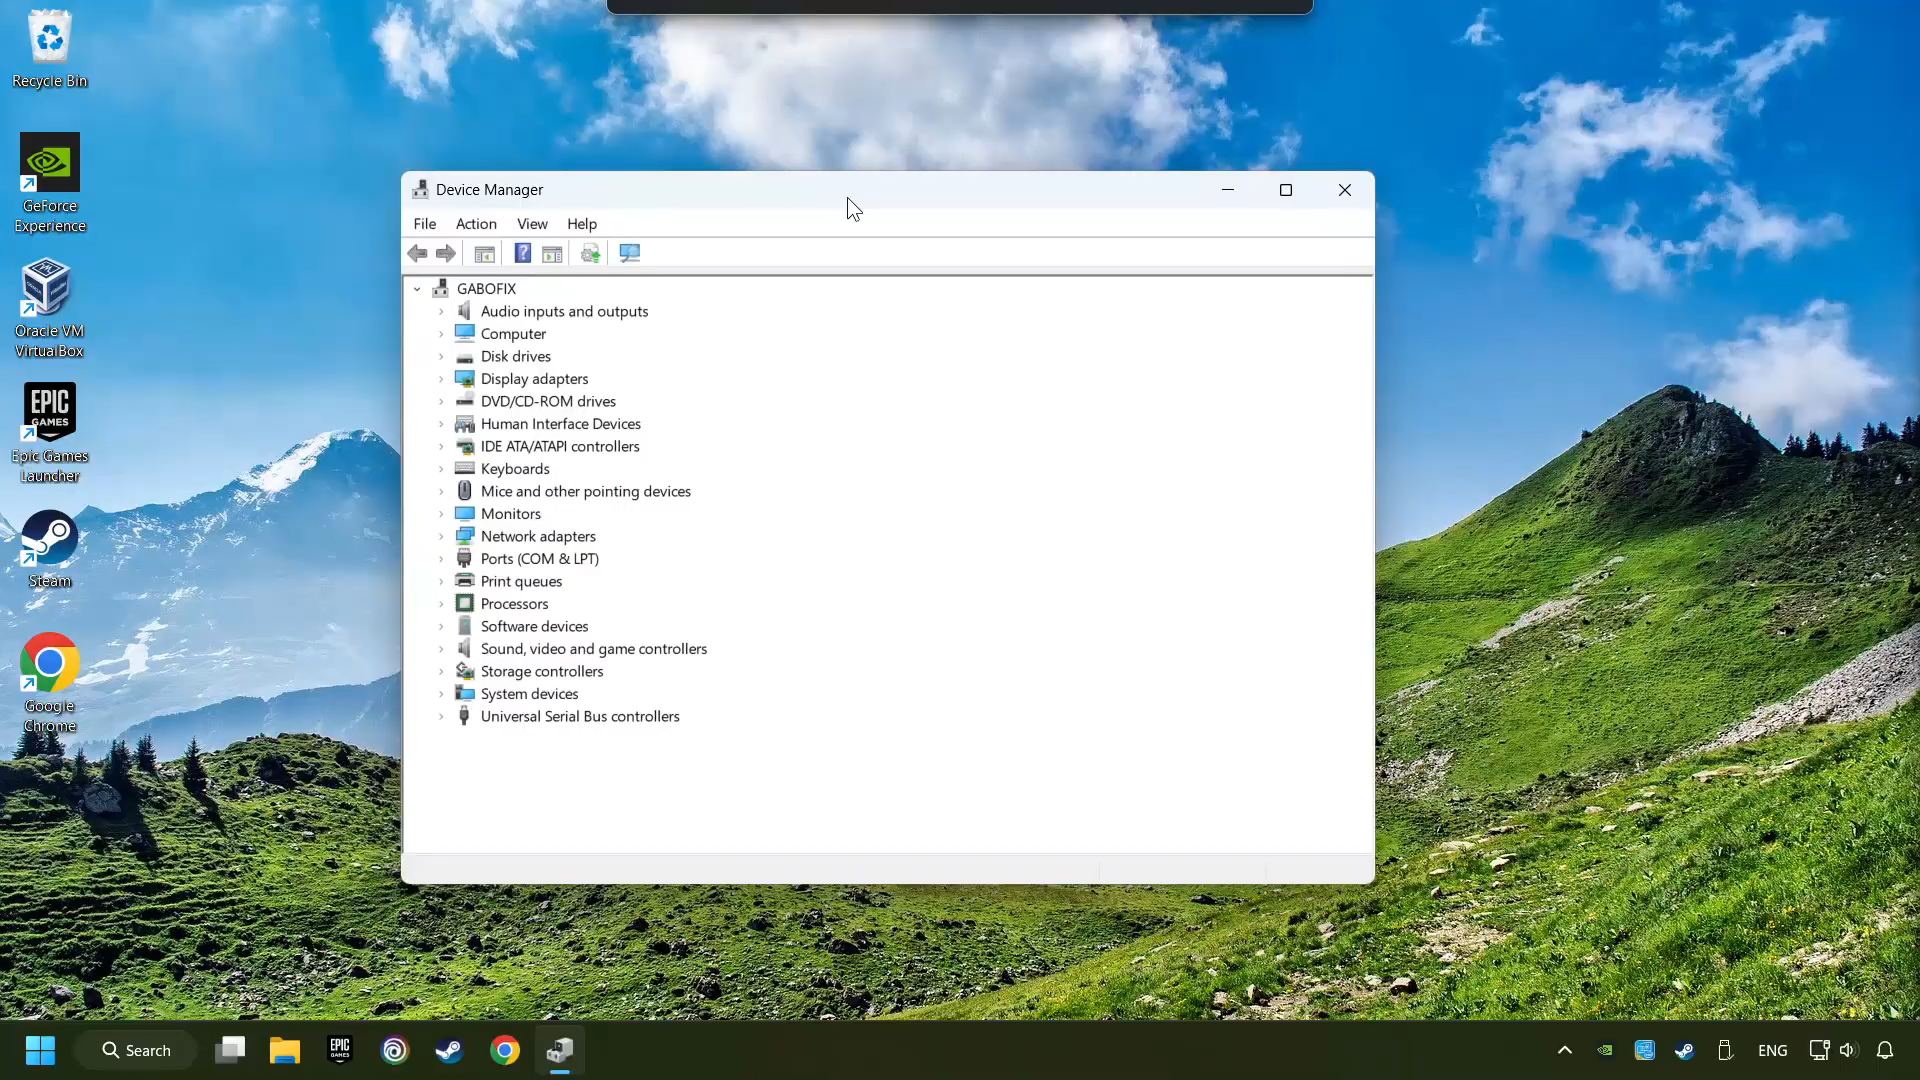 Recycle Bin
GeForce
Experience
Oracle VM
VirtualBox
EPIC
GAMES
Epic Games
Launcher
Steam
Google
Chrome
Device Manager
File Action View Help
GABOFIX
Audio inputs and outputs
Computer
Disk drives
Display adapters
DVD/CD-ROM drives
Human Interface Devices
IDE ATA/ATAPI controllers
Keyboards
Mice and other pointing devices
Monitors
Network adapters
Ports (COM & LPT)
Print queues
Processors
Software devices
Sound, video and game controllers
Storage controllers
System devices
Universal Serial Bus controllers
Search
EPIC
GAMES
ENG